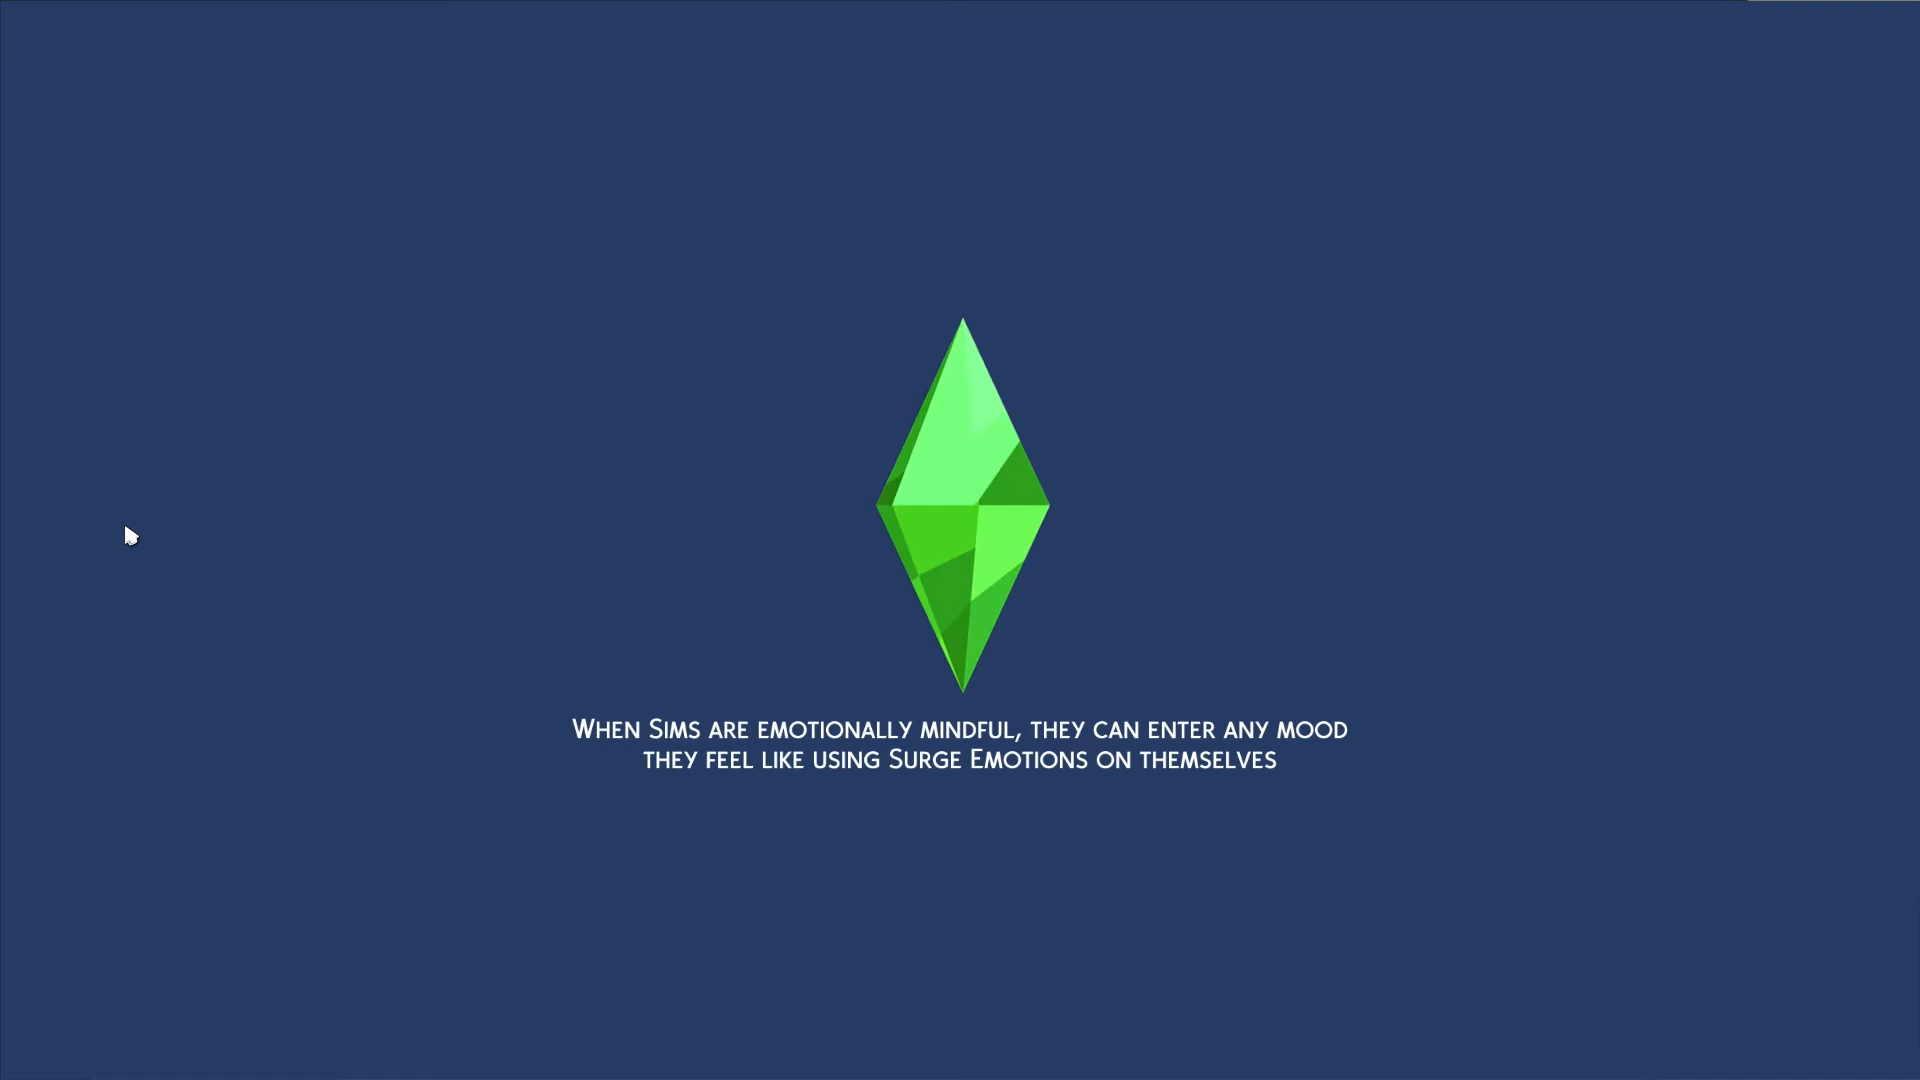 When Sims are emotionally mindful, they can enter any mood
they feel like using Surge Emotions on themselves